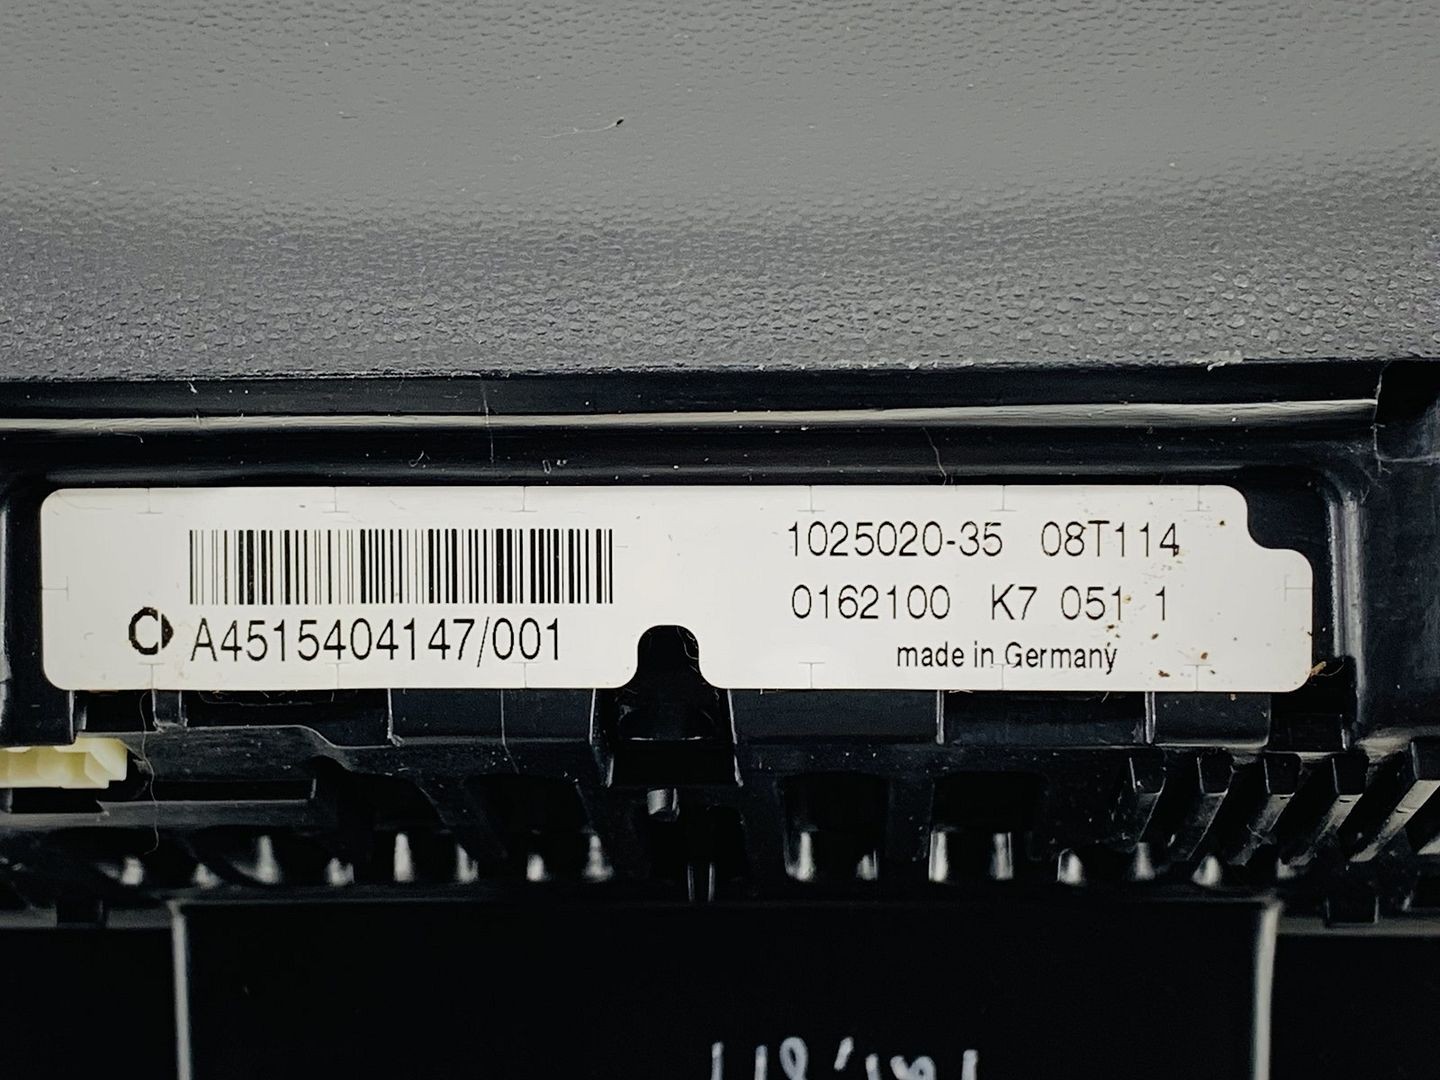 A4515404147/001
1025020-35 08T114
0162100 K7 051 1
made in Germany